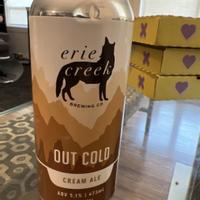 erie
creek
BREWING CO
OUT COLD
CREAM ALE
ABV 5.1% | 473ml